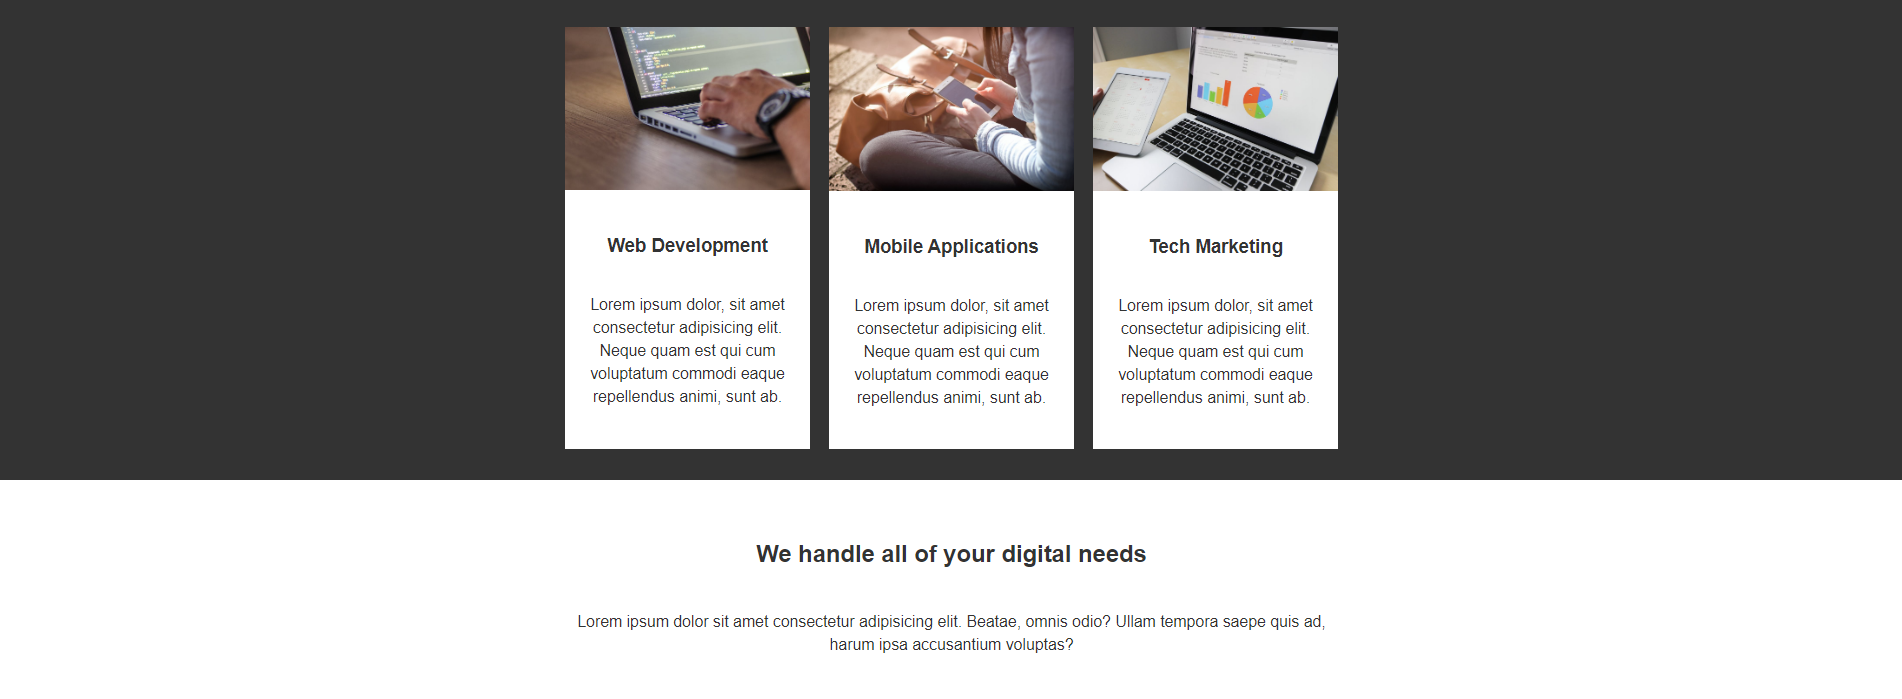 Web Development
Lorem ipsum dolor, sit amet
consectetur adipisicing elit.
Neque quam est qui cum
voluptatum commodi eaque
repellendus animi, sunt ab.
Mobile Applications
Lorem ipsum dolor, sit amet
consectetur adipisicing elit.
Neque quam est qui cum
voluptatum commodi eaque
repellendus animi, sunt ab.
Tech Marketing
Lorem ipsum dolor, sit amet
consectetur adipisicing elit.
Neque quam est qui cum
voluptatum commodi eaque
repellendus animi, sunt ab.
We handle all of your digital needs
Lorem ipsum dolor sit amet consectetur adipisicing elit. Beatae, omnis odio? Ullam tempora saepe quis ad,
harum ipsa accusantium voluptas?